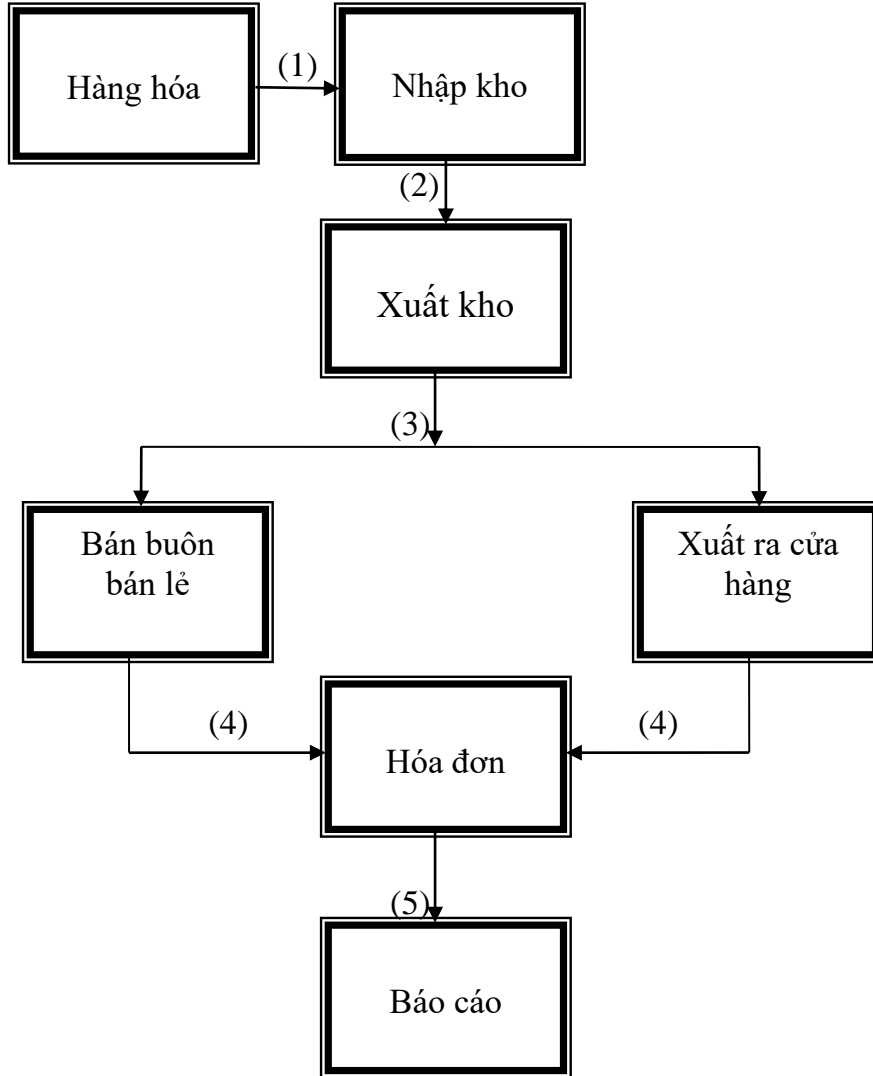 Hàng hóa
(1)
Nhập kho
(2)
Xuất kho
(3)
Bán buôn
bán lẻ
Xuất ra cửa
hàng
(4)
(4)
Hóa đơn
(5)
Báo cáo